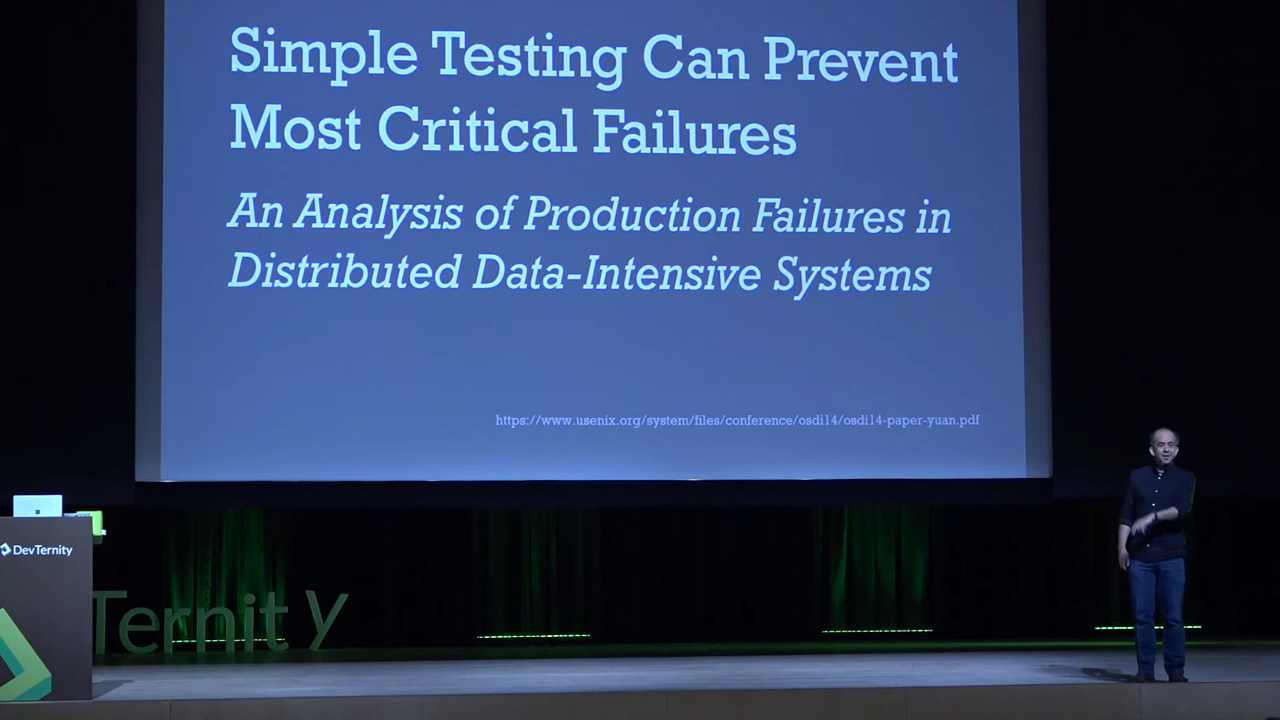 Simple Testing Can Prevent
Most Critical Failures
An Analysis of Production Failures in
Distributed Data-Intensive Systems
https://www.usenix.org/system/files/conference/osdi14/osdi14-paper-yuan.pdf
DevTernity
Ternity